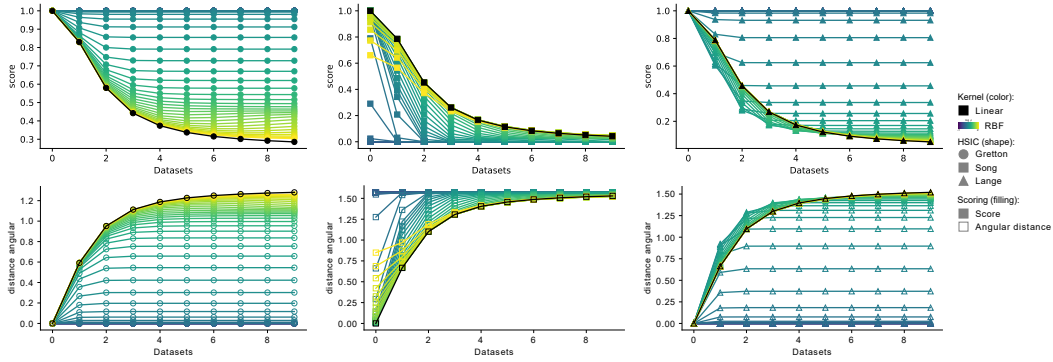 1.0
0.9
0.8
0.7
0.6
0.5
0.4
0.3
score
0 2 4 6 8
Datasets
1.0
0.8
0.6
0.4
0.2
0.0
score
0 2 4 6 8
Datasets
1.0
0.8
0.6
0.4
0.2
score
0 2 4 6 8
Datasets
1.2
1.0
0.8
0.6
0.4
0.2
0.0
distance angular
0 2 4 6 8
Datasets
1.50
1.25
1.00
0.75
0.50
0.25
0.00
distance angular
0 2 4 6 8
Datasets
1.50
1.25
1.00
0.75
0.50
0.25
0.00
distance angular
0 2 4 6 8
Datasets
Kernel (color):
Linear
RBF
HSIC (shape):
Gretton
Song
Lange
Scoring (filling):
Score
Angular distance